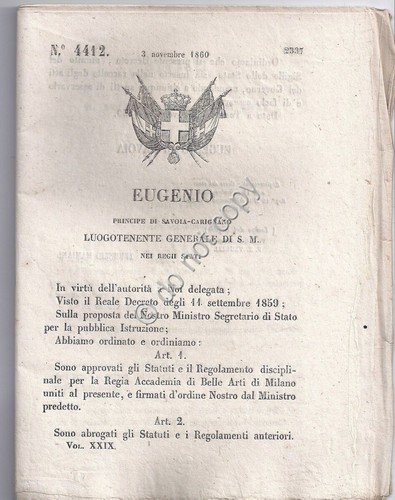 N.° 4412.
3 novembre 1860
2337
EUGENIO
PRINCIPE DI SAVOIA-CARIGNANO
LUOGOTENENTE GENERALE DI S. M.
NEI REGII STATI
In virtù dell'autorità a Noi delegata;
Visto il Reale Decreto degli 11 settembre 1859;
Sulla proposta del Nostro Ministro Segretario di Stato
per la pubblica Istruzione;
Abbiamo ordinato e ordiniamo:
Art. 1.
Sono approvati gli Statuti e il Regolamento discipli-
nale per la Regia Accademia di Belle Arti di Milano
uniti al presente, e firmati d'ordine Nostro dal Ministro
predetto.
Art. 2.
Sono abrogati gli Statuti e i Regolamenti anteriori.
VOL. XXIX.
© do not copy